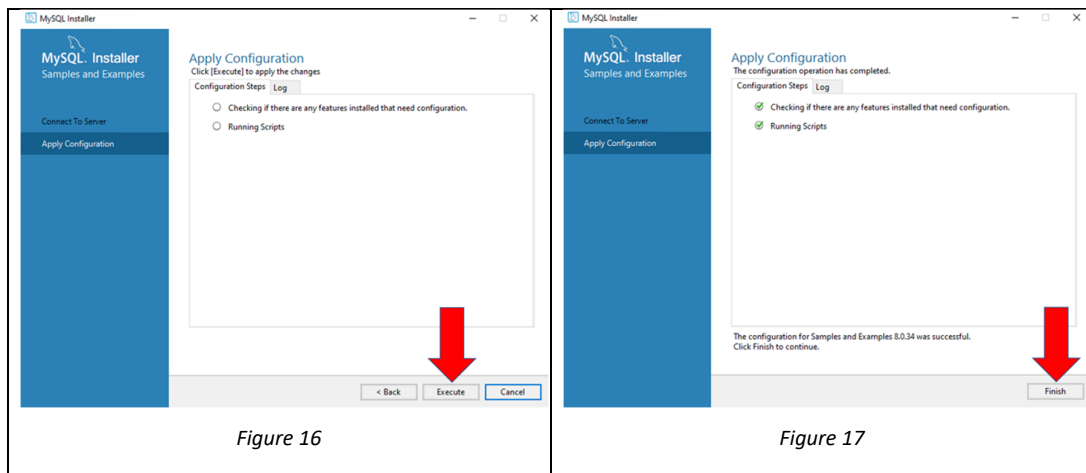 MySQL Installer
MySQL. Installer
Samples and Examples
Connect To Server
Apply Configuration
Apply Configuration
Click [Execute] to apply the changes
Configuration Steps Log
Checking if there are any features installed that need configuration.
Running Scripts
< Back Execute Cancel
Figure 16
MySQL Installer
MySQL. Installer
Samples and Examples
Connect To Server
Apply Configuration
Apply Configuration
The configuration operation has completed.
Configuration Steps Log
Checking if there are any features installed that need configuration.
Running Scripts
The configuration for Samples and Examples 8.0.34 was successful.
Click Finish to continue.
Finish
Figure 17